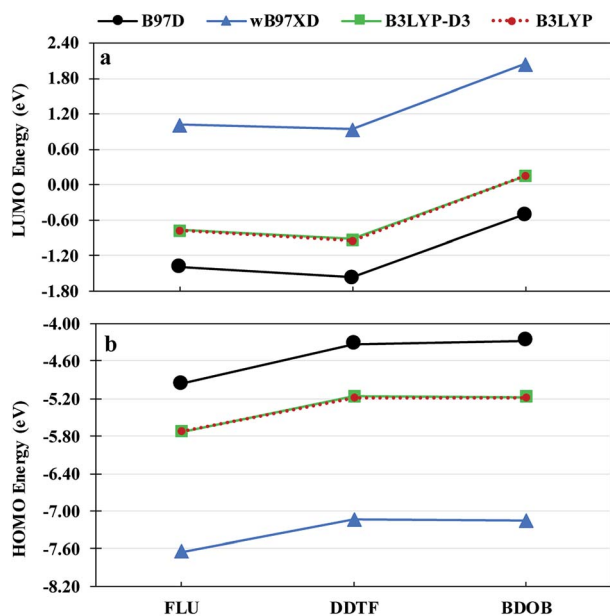 B97D wB97XD B3LYP-D3 B3LYP
a
LUMO Energy (eV)
2.40
1.80
1.20
0.60
0.00
-0.60
-1.20
-1.80
b
HOMO Energy (eV)
-4.00
-4.60
-5.20
-5.80
-6.40
-7.00
-7.60
-8.20
FLU DDTF BDOB